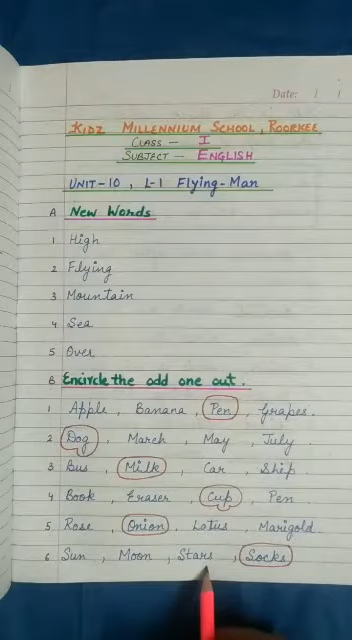 Date: / /
KIDZ MILLENNIUM SCHOOL, ROORKEE
CLASS - I
SUBJECT - ENGLISH
UNIT-10, L-1 Flying-Man
A New Words
1 High
2 Flying
3 Mountain
4 Sea
5 Over
B Encircle the odd one out.
1 Apple, Banana, Pen, Grapes.
2 Dog, March, May, July
3 Bus, Milk, Car, Ship.
4 Book, Eraser, Cup, Pen
5 Rose, Onion, Lotus, Marigold
6 Sun, Moon, Stars, Socks